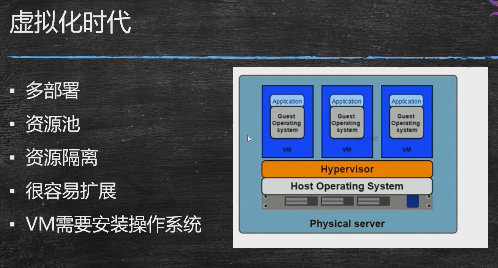 虚拟化时代
▪ 多部署
▪ 资源池
▪ 资源隔离
▪ 很容易扩展
▪ VM需要安装操作系统
Application Application Application
Guest Operating system Guest Operating system Guest Operating system
VM VM VM
Hypervisor
Host Operating System
Physical server